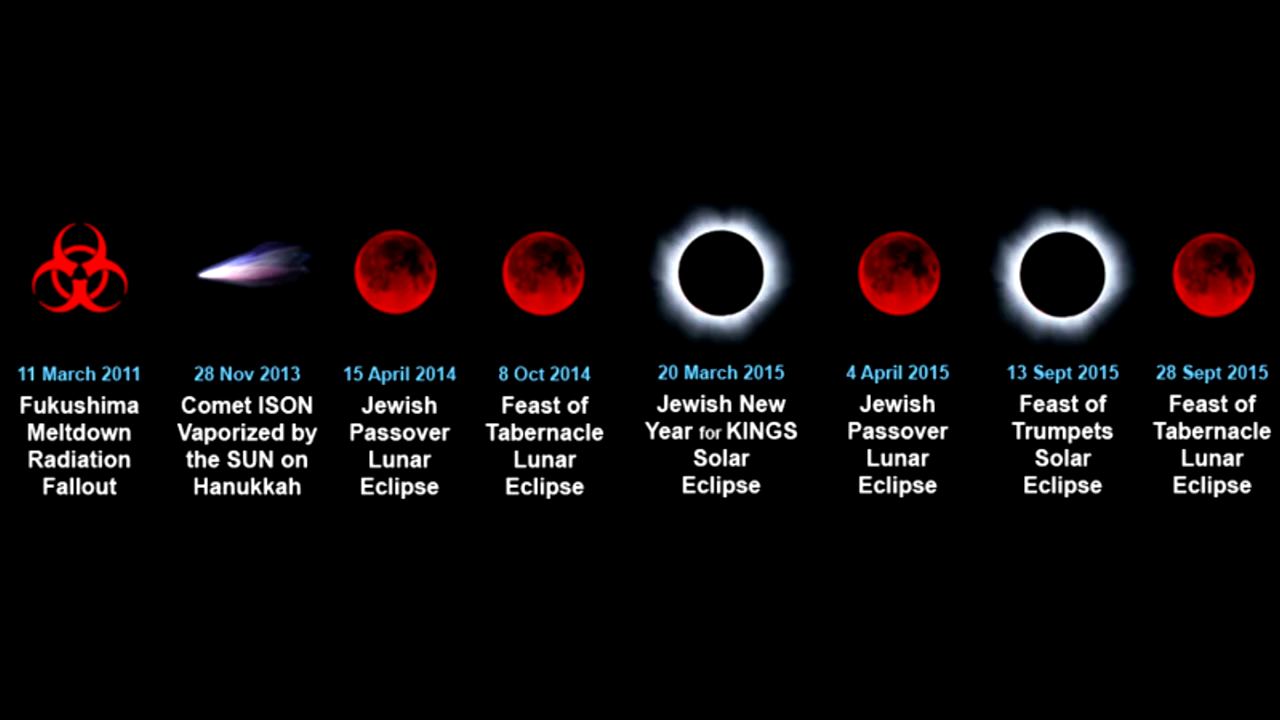 11 March 2011
Fukushima
Meltdown
Radiation
Fallout
28 Nov 2013
Comet ISON
Vaporized by
the SUN on
Hanukkah
15 April 2014
Jewish
Passover
Lunar
Eclipse
8 Oct 2014
Feast of
Tabernacle
Lunar
Eclipse
20 March 2015
Jewish New
Year for KINGS
Solar
Eclipse
4 April 2015
Jewish
Passover
Lunar
Eclipse
13 Sept 2015
Feast of
Trumpets
Solar
Eclipse
28 Sept 2015
Feast of
Tabernacle
Lunar
Eclipse